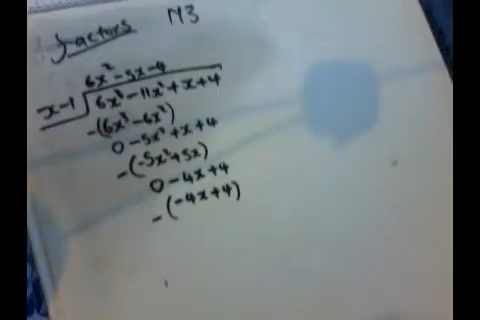 factors N3
6x² - 5x - 4
x-1 6x³ - 11x² + x + 4
-(6x³ - 6x²)
0 - 5x² + x + 4
-(-5x² + 5x)
0 - 4x + 4
-(-4x + 4)